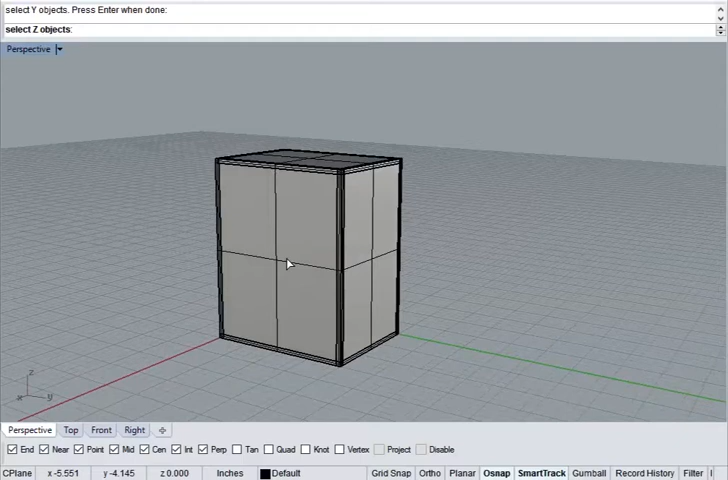 select Y objects. Press Enter when done:
select Z objects:
Perspective
z
x y
Perspective Top Front Right
End Near Point Mid Cen Int Perp Tan Quad Knot Vertex Project Disable
CPlane x -5.551 y -4.145 z 0.000 Inches Default Grid Snap Ortho Planar Osnap SmartTrack Gumball Record History Filter